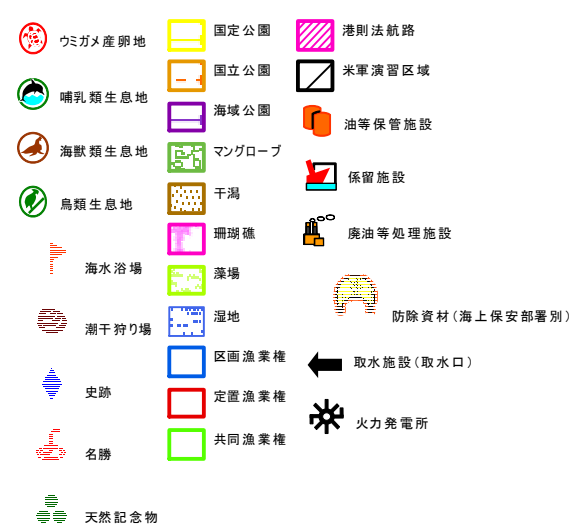 ウミガメ産卵地
哺乳類生息地
海獣類生息地
鳥類生息地
海水浴場
潮干狩り場
史跡
名勝
天然記念物
国定公園
国立公園
海域公園
マングローブ
干潟
珊瑚礁
藻場
湿地
区画漁業権
定置漁業権
共同漁業権
港則法航路
米軍演習区域
油等保管施設
係留施設
廃油等処理施設
防除資材(海上保安部署別)
取水施設(取水口)
火力発電所